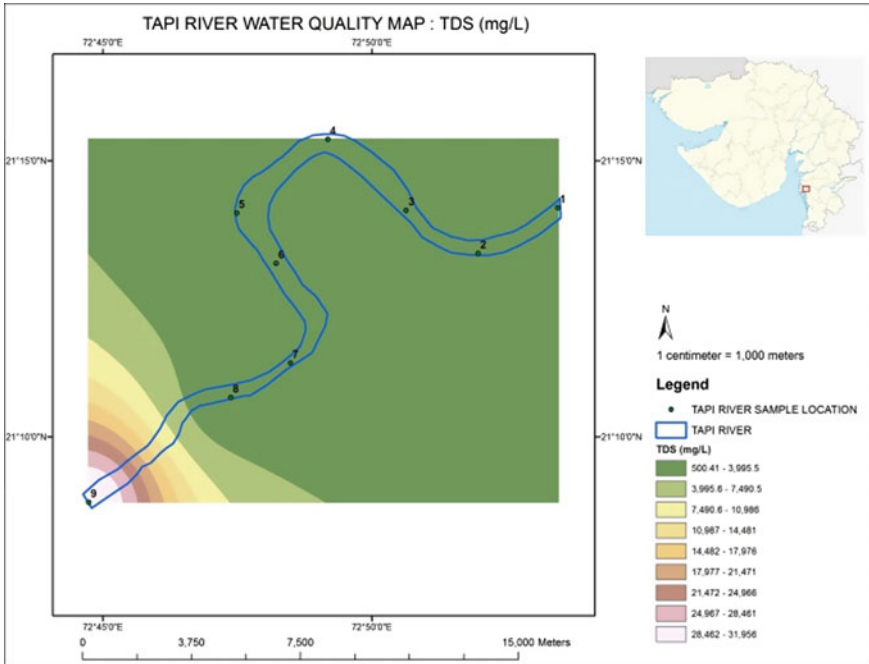 TAPI RIVER WATER QUALITY MAP : TDS (mg/L)
72°45'0"E 72°50'0"E
4
21°15'0"N 21°15'0"N
1
5
3
2
6
7
8
21°10'0"N 21°10'0"N
9
72°45'0"E 72°50'0"E
0 3,750 7,500 15,000 Meters
N
1 centimeter = 1,000 meters
Legend
TAPI RIVER SAMPLE LOCATION
TAPI RIVER
TDS (mg/L)
500.41 - 3,995.5
3,995.6 - 7,490.5
7,490.6 - 10,986
10,987 - 14,481
14,482 - 17,976
17,977 - 21,471
21,472 - 24,966
24,967 - 28,461
28,462 - 31,956